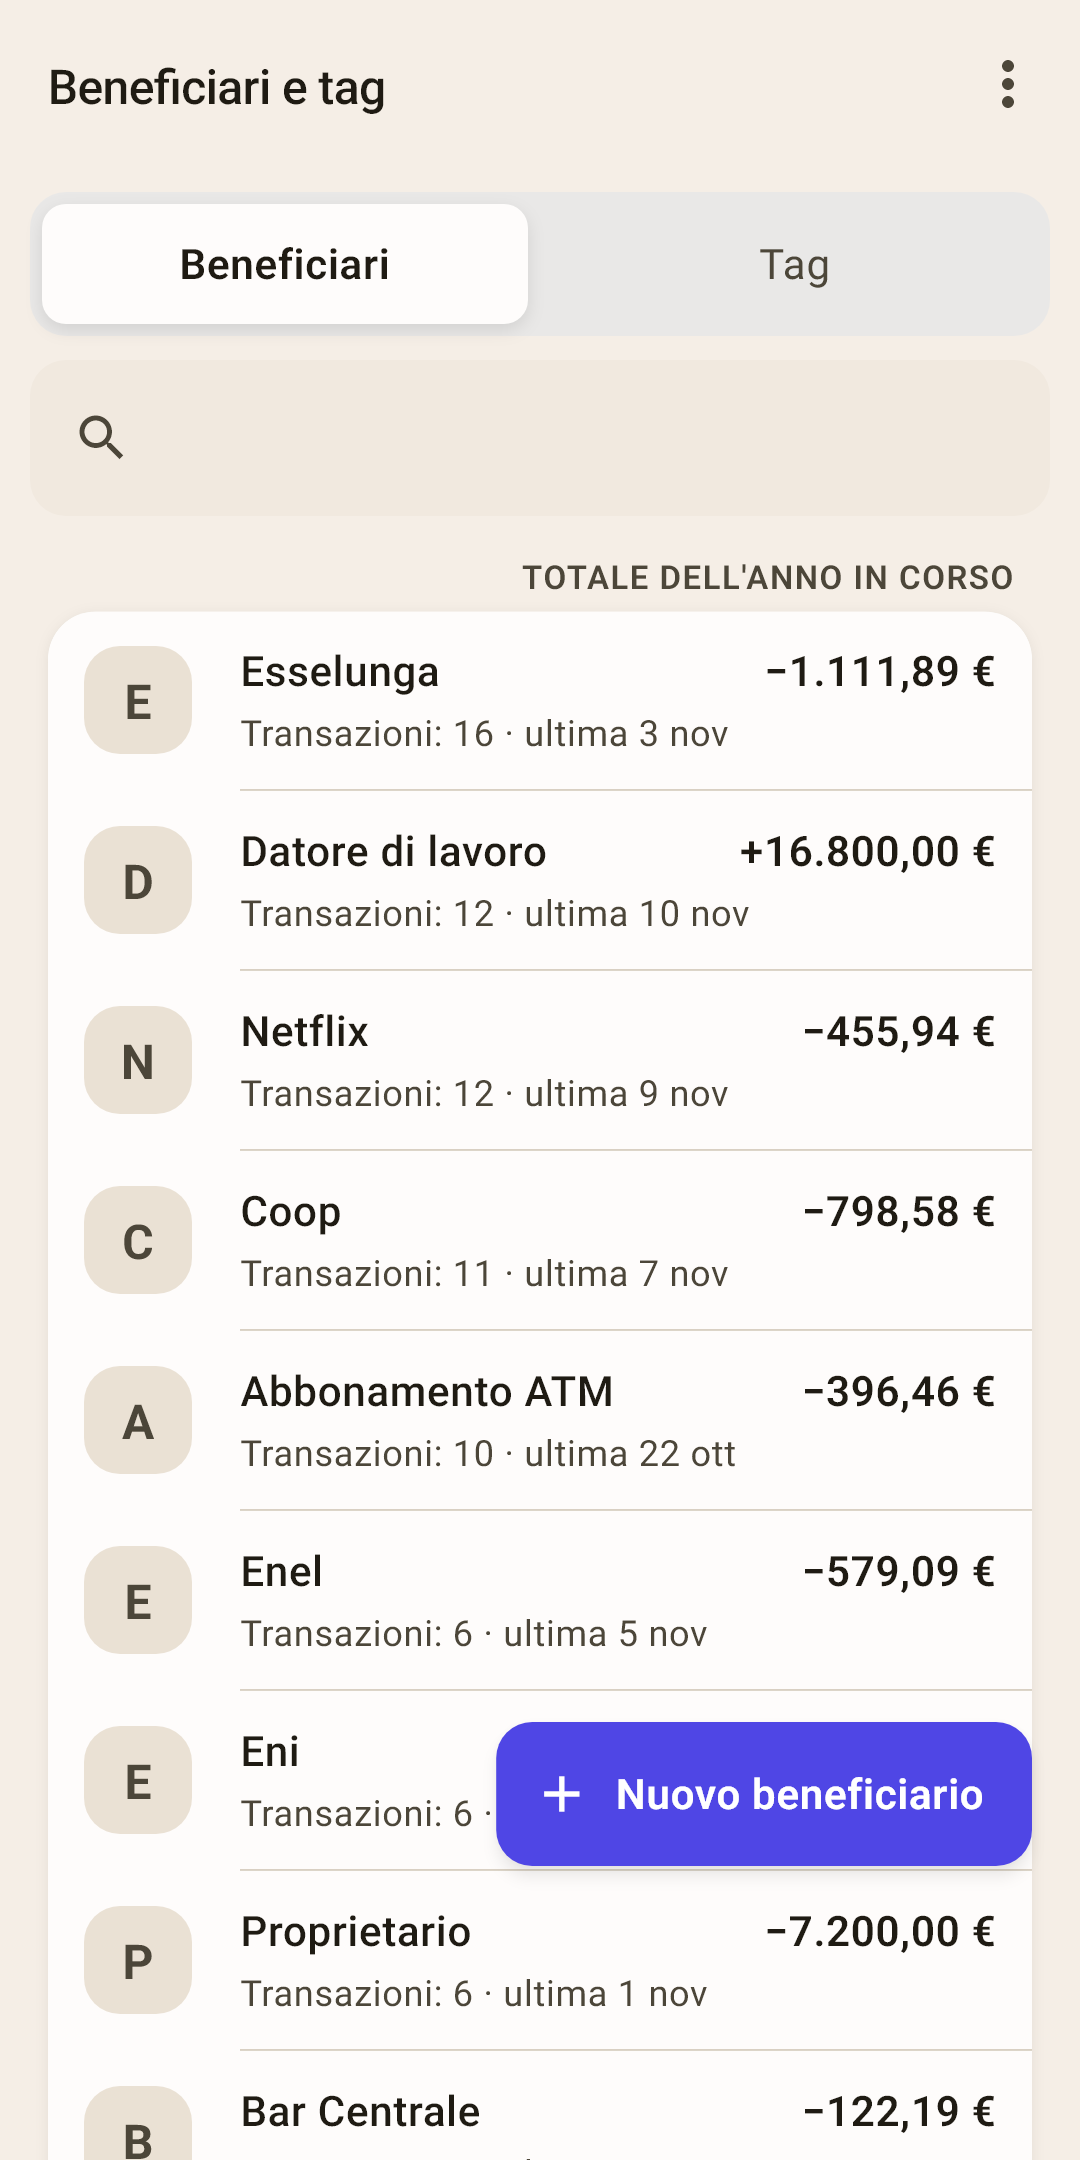 Beneficiari e tag
Beneficiari
Tag
TOTALE DELL'ANNO IN CORSO
E
Esselunga
−1.111,89 €
Transazioni: 16 · ultima 3 nov
D
Datore di lavoro
+16.800,00 €
Transazioni: 12 · ultima 10 nov
N
Netflix
−455,94 €
Transazioni: 12 · ultima 9 nov
C
Coop
−798,58 €
Transazioni: 11 · ultima 7 nov
A
Abbonamento ATM
−396,46 €
Transazioni: 10 · ultima 22 ott
E
Enel
−579,09 €
Transazioni: 6 · ultima 5 nov
E
Eni
Transazioni: 6 ·
Nuovo beneficiario
P
Proprietario
−7.200,00 €
Transazioni: 6 · ultima 1 nov
B
Bar Centrale
−122,19 €